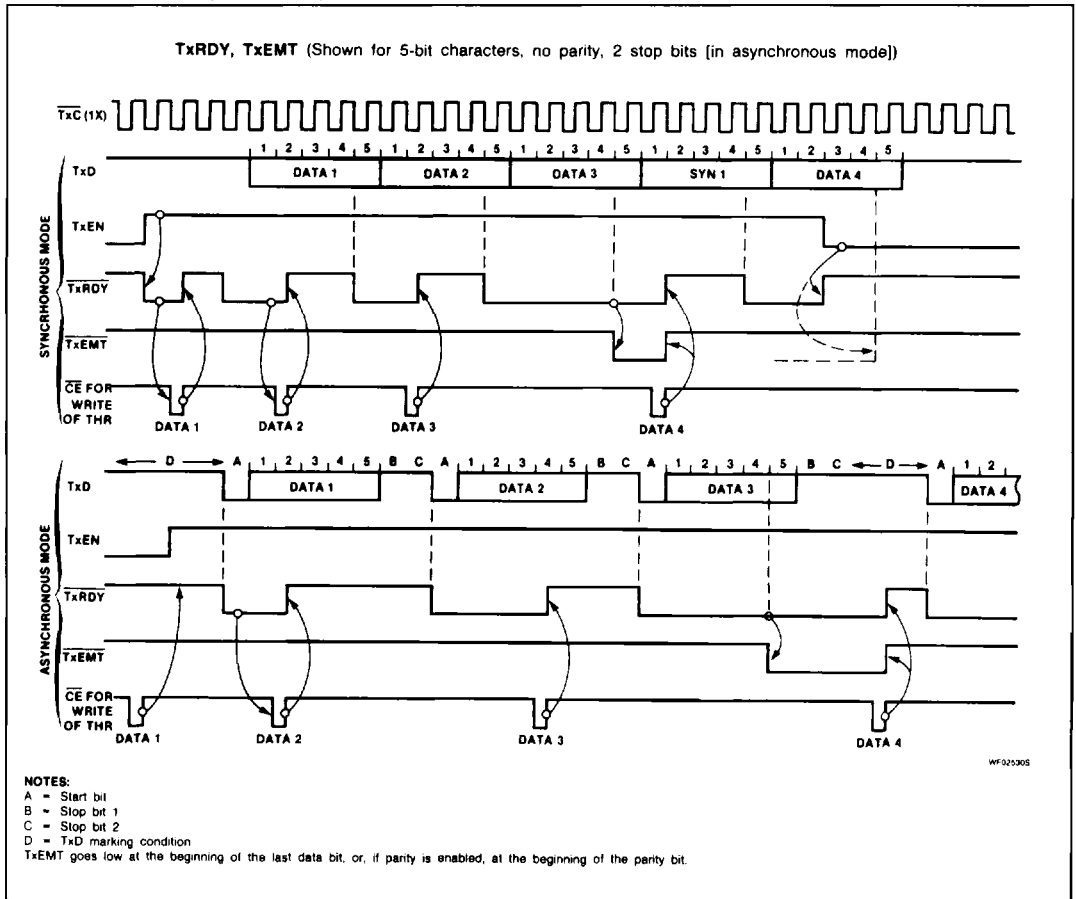 TxRDY, TxEMT (Shown for 5-bit characters, no parity, 2 stop bits [in asynchronous mode])
TxC (1X)
1 2 3 4 5 1 2 3 4 5 1 2 3 4 5 1 2 3 4 5 1 2 3 4 5
TxD
DATA 1 DATA 2 DATA 3 SYN 1 DATA 4
SYNCRHONOUS MODE
TxEN
TxRDY
TxEMT
CE FOR
WRITE
OF THR
DATA 1 DATA 2 DATA 3 DATA 4
D A 1 2 3 4 5 B C A 1 2 3 4 5 B C A 1 2 3 4 5 B C D A 1 2
TxD
DATA 1 DATA 2 DATA 3 DATA 4
ASYNCHRONOUS MODE
TxEN
TxRDY
TxEMT
CE FOR
WRITE
OF THR
DATA 1 DATA 2 DATA 3 DATA 4
WF02530S
NOTES:
A = Start bit
B = Stop bit 1
C = Stop bit 2
D = TxD marking condition
TxEMT goes low at the beginning of the last data bit, or, if parity is enabled, at the beginning of the parity bit.